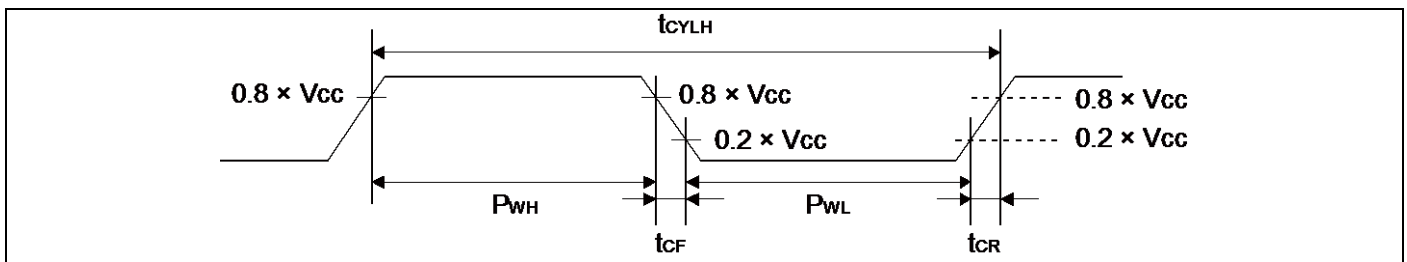 tCYLH
0.8 × Vcc
0.8 × Vcc
0.8 × Vcc
0.2 × Vcc
0.2 × Vcc
PWH
PWL
tCF
tCR